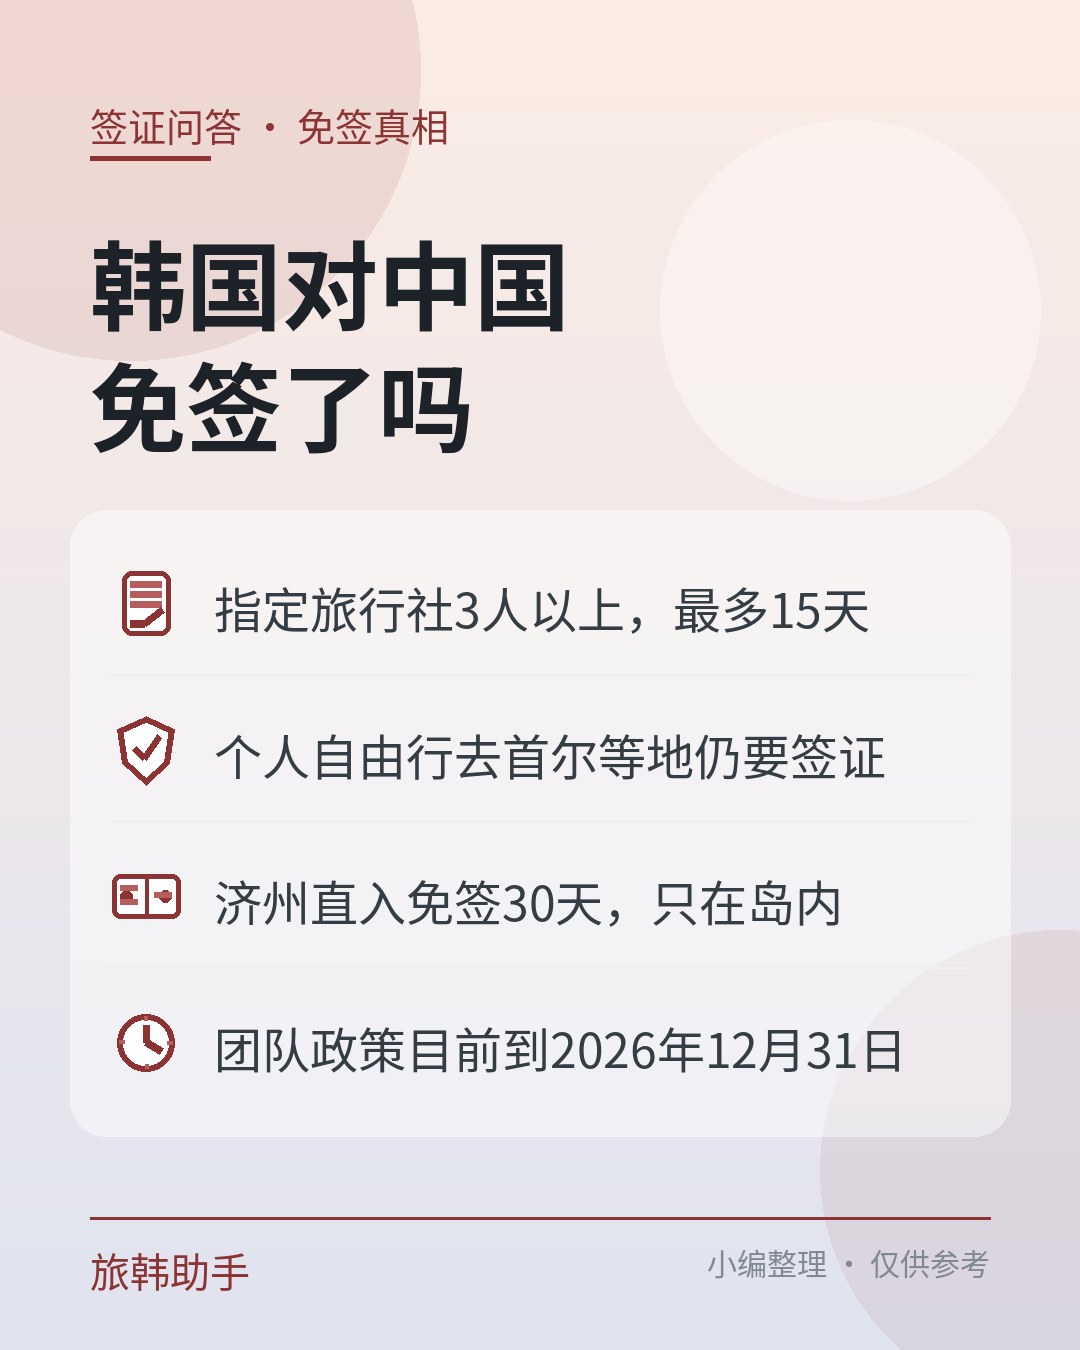 签证问答 · 免签真相
韩国对中国
免签了吗
指定旅行社3人以上，最多15天
个人自由行去首尔等地仍要签证
济州直入免签30天，只在岛内
团队政策目前到2026年12月31日
旅韩助手
小编整理 · 仅供参考